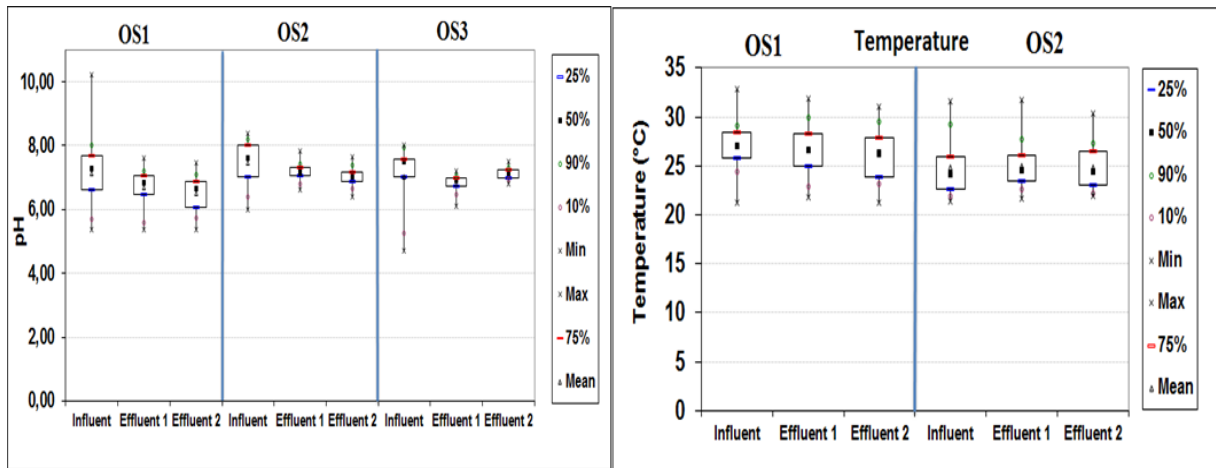 OS1 OS2 OS3
10,00
8,00
6,00
4,00
2,00
0,00
pH
Influent Effluent 1 Effluent 2 Influent Effluent 1 Effluent 2 Influent Effluent 1 Effluent 2
25%
50%
90%
10%
Min
Max
75%
Mean
OS1 Temperature OS2
35
30
25
20
15
10
5
0
Temperature (°C)
Influent Effluent 1 Effluent 2 Influent Effluent 1 Effluent 2
25%
50%
90%
10%
Min
Max
75%
Mean